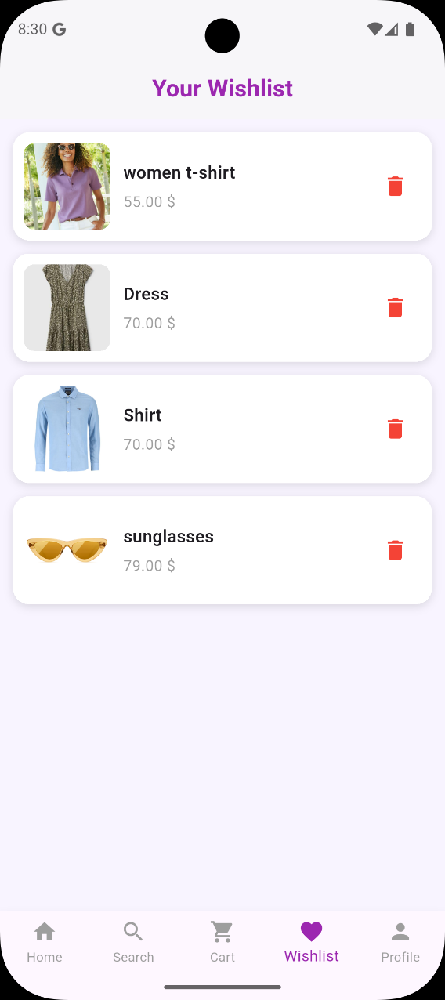 8:30 G
Your Wishlist
women t-shirt
55.00 $
Dress
70.00 $
Shirt
70.00 $
sunglasses
79.00 $
Home Search Cart Wishlist Profile